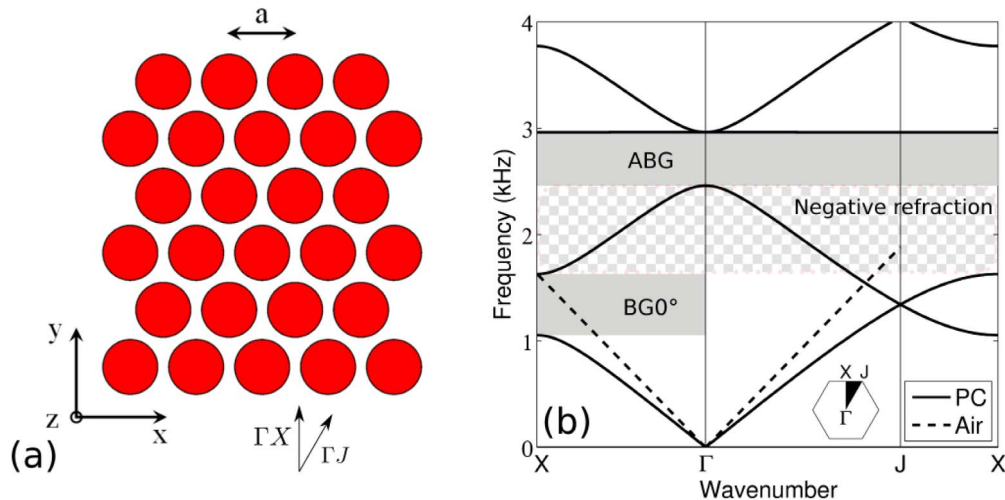 a
y
z
x
ΓX
ΓJ
(a)
4
3
2
1
0
Frequency (kHz)
ABG
Negative refraction
BG0°
X J
Γ
PC
Air
(b)
X
Γ
J
X
Wavenumber